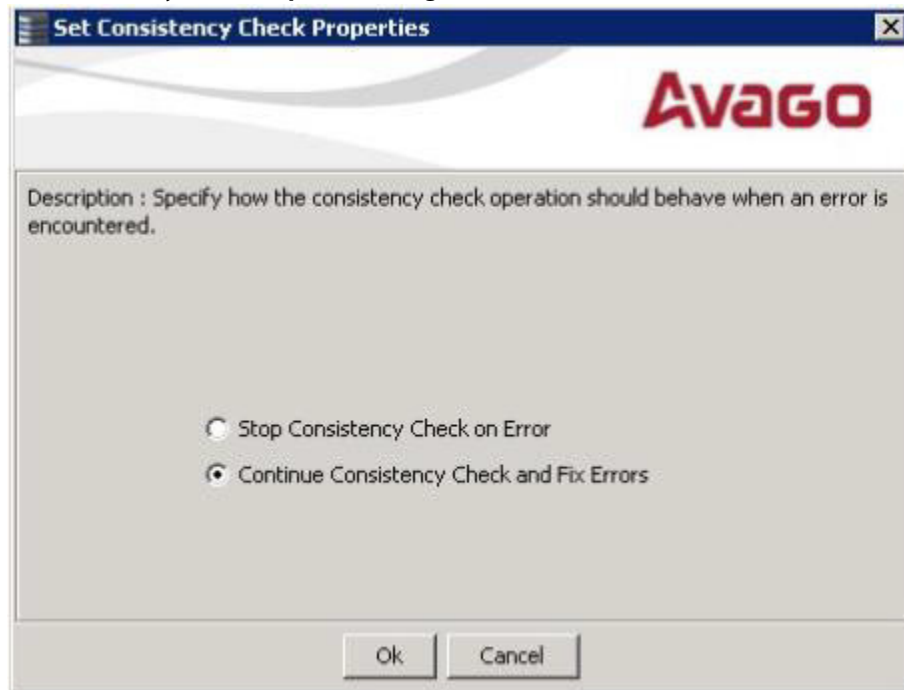 Set Consistency Check Properties
Avago
Description : Specify how the consistency check operation should behave when an error is
encountered.
Stop Consistency Check on Error
Continue Consistency Check and Fix Errors
Ok Cancel